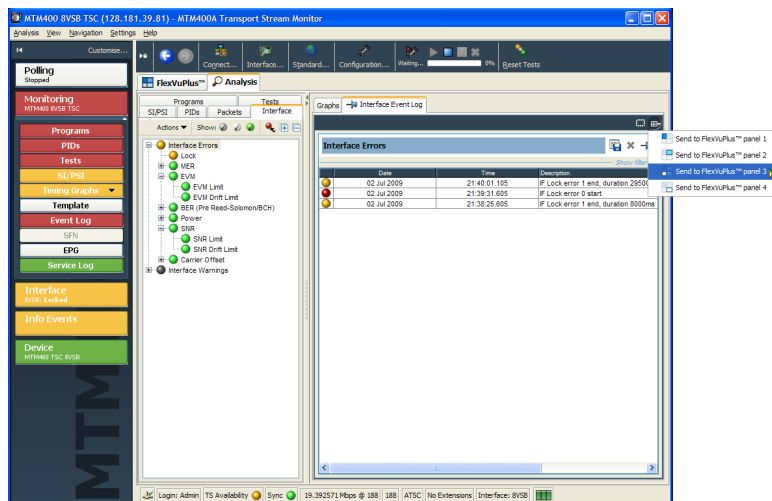 MTM400 8VSB TSC (128.181.39.81) - MTM400A Transport Stream Monitor
Analysis View Navigation Settings Help
Customise...
Polling
Stopped
Monitoring
MTM400 8VSB TSC
Programs
PIDs
Tests
SI/PSI
Timing Graphs
Template
Event Log
SFN
EPG
Service Log
Interface
8VSB: Locked
Info Events
Device
MTM400 TSC 8VSB
MTM
Connect...
Interface...
Standard...
Configuration...
Waiting...
0%
Reset Tests
FlexVuPlus™
Analysis
Programs
Tests
SI/PSI
PIDs
Packets
Interface
Actions
Show:
Interface Errors
Lock
MER
EVM
EVM Limit
EVM Drift Limit
BER (Pre Reed-Solomon/BCH)
Power
SNR
SNR Limit
SNR Drift Limit
Carrier Offset
Interface Warnings
Graphs
Interface Event Log
Interface Errors
Show filter
Date Time Description
02 Jul 2009 21:40:01.105 IF Lock error 1 end, duration 29500
02 Jul 2009 21:39:31.605 IF Lock error 0 start
02 Jul 2009 21:38:25.605 IF Lock error 1 end, duration 8000ms
Send to FlexVuPlus™ panel 1
Send to FlexVuPlus™ panel 2
Send to FlexVuPlus™ panel 3
Send to FlexVuPlus™ panel 4
Login: Admin TS Availability Sync 19.392571 Mbps @ 188 188 ATSC No Extensions Interface: 8VSB